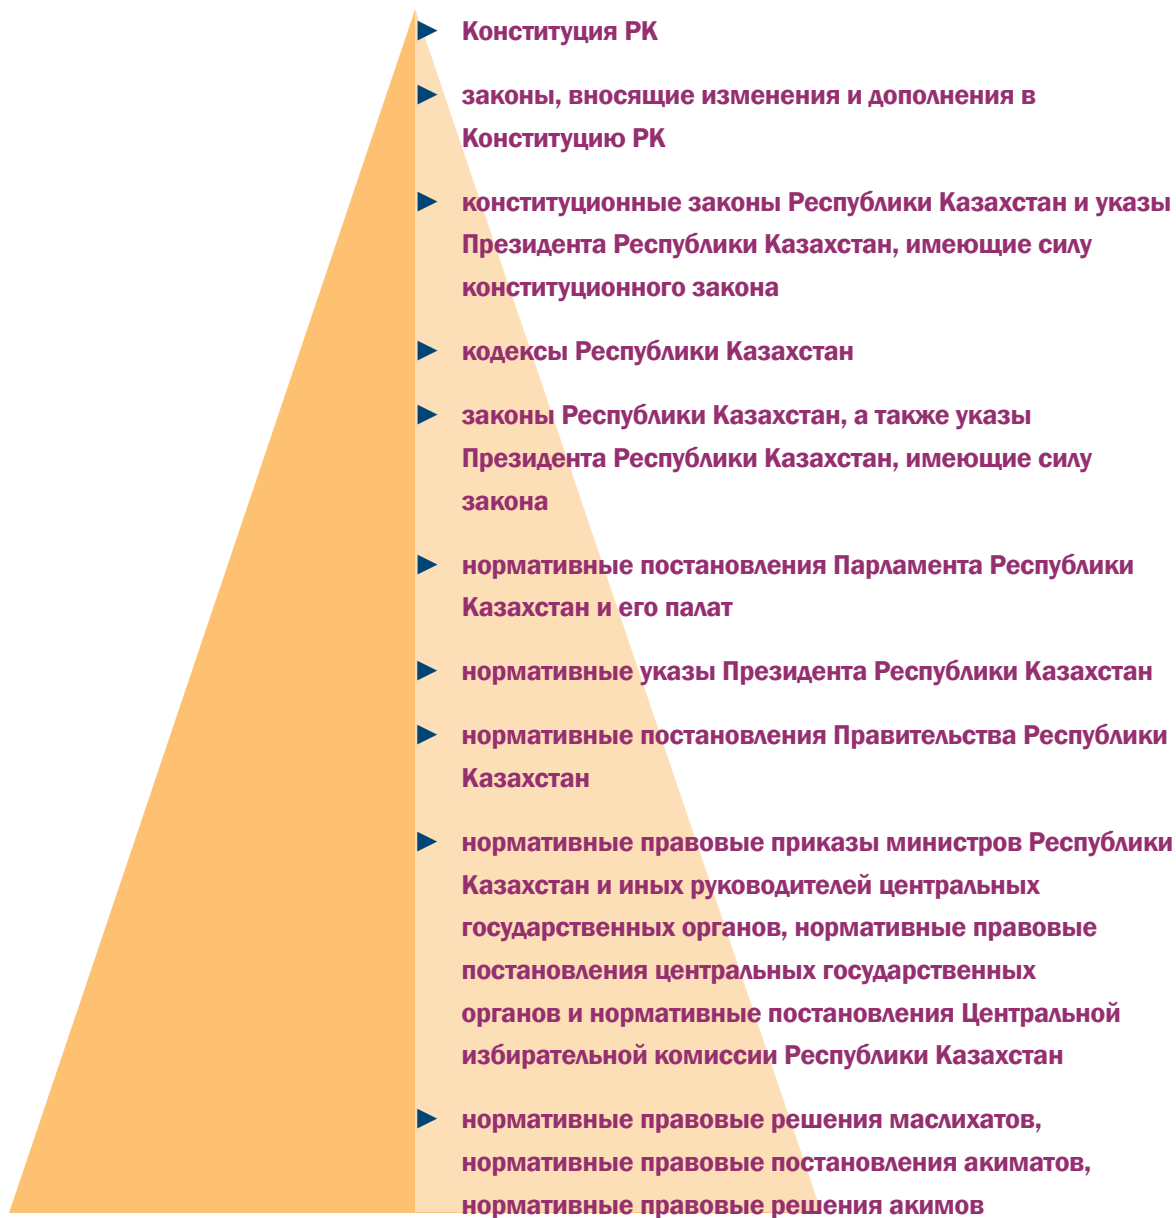 Конституция РК
законы, вносящие изменения и дополнения в
Конституцию РК
конституционные законы Республики Казахстан и указы
Президента Республики Казахстан, имеющие силу
конституционного закона
кодексы Республики Казахстан
законы Республики Казахстан, а также указы
Президента Республики Казахстан, имеющие силу
закона
нормативные постановления Парламента Республики
Казахстан и его палат
нормативные указы Президента Республики Казахстан
нормативные постановления Правительства Республики
Казахстан
нормативные правовые приказы министров Республики
Казахстан и иных руководителей центральных
государственных органов, нормативные правовые
постановления центральных государственных
органов и нормативные постановления Центральной
избирательной комиссии Республики Казахстан
нормативные правовые решения маслихатов,
нормативные правовые постановления акиматов,
нормативные правовые решения акимов